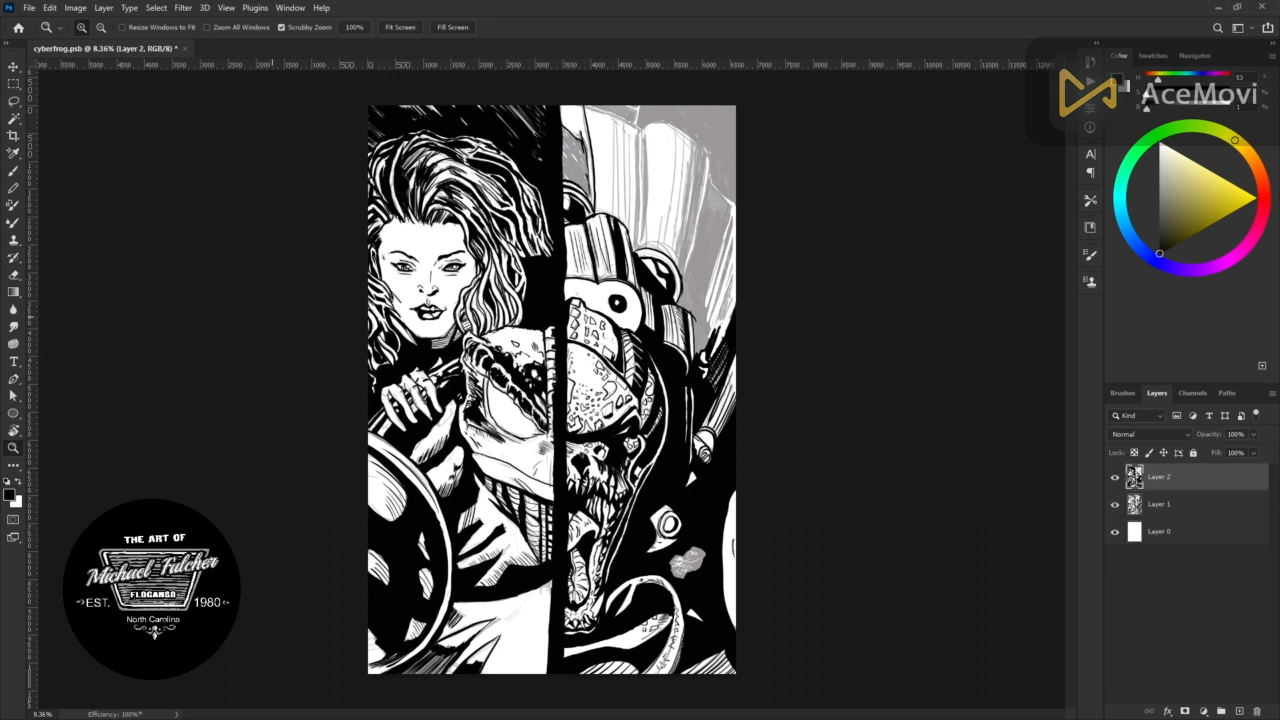 File Edit Image Layer Type Select Filter 3D View Plugins Window Help
Resize Windows to Fit Zoom All Windows Scrubby Zoom 100% Fit Screen Fill Screen
cyberfrog.psb @ 8.36% (Layer 2, RGB/8) *
Color Swatches Navigator
H 53
AceMovi
Brushes Layers Channels Paths
Kind
Normal Opacity: 100%
Lock: Fill: 100%
Layer 2
Layer 1
Layer 0
THE ART OF
Michael Fulcher
FLOGAN80
EST. 1980
North Carolina
8.36% Efficiency: 100%*